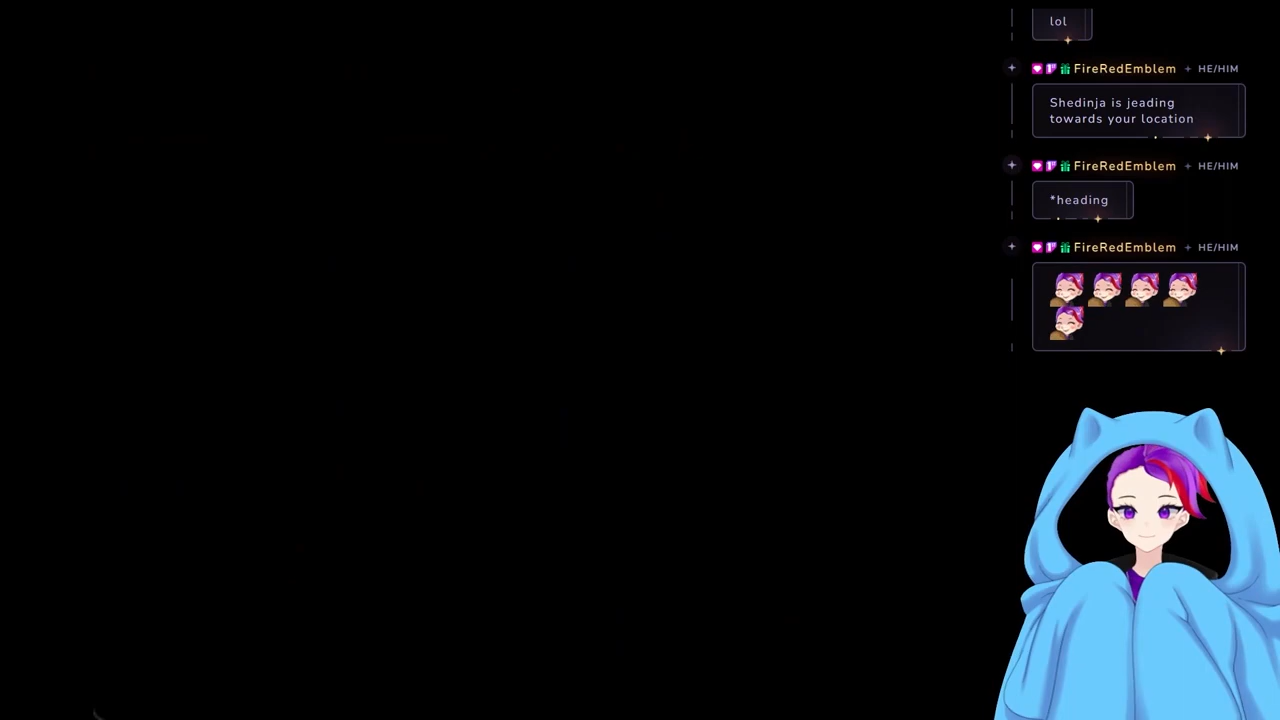 lol
FireRedEmblem + HE/HIM
Shedinja is jeading
towards your location
FireRedEmblem + HE/HIM
*heading
FireRedEmblem + HE/HIM